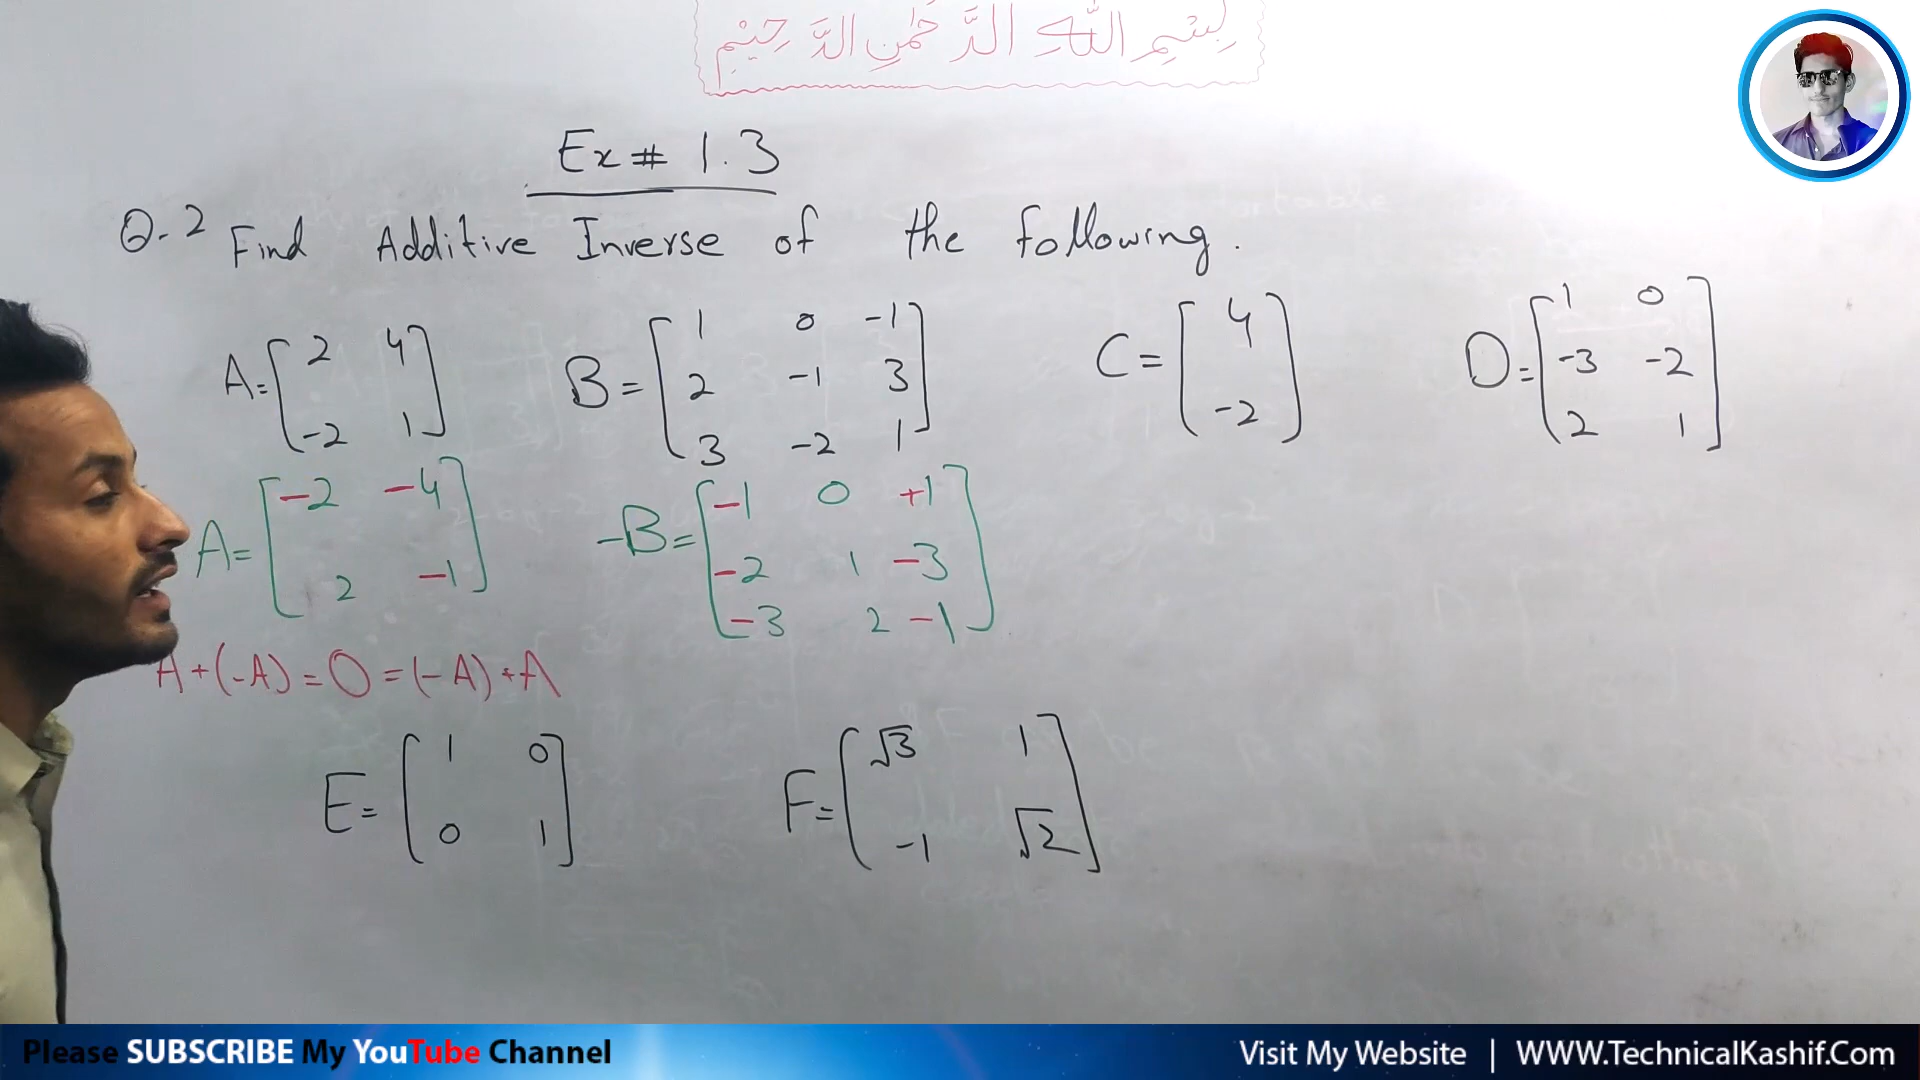 بِسْمِ اللّٰهِ الرَّحْمٰنِ الرَّحِيْمِ
Ex # 1.3
Q.2 Find Additive Inverse of the following.
A = [2 4
-2 1]
B = [1 0 -1
2 -1 3
3 -2 1]
C = [4
-2]
D = [1 0
-3 -2
2 1]
A = [-2 -4
2 -1]
-B = [-1 0 +1
-2 1 -3
-3 2 -1]
A+(-A) = O = (-A)+A
E = [1 0
0 1]
F = [√3 1
-1 √2]
Please SUBSCRIBE My YouTube Channel
Visit My Website | WWW.TechnicalKashif.Com